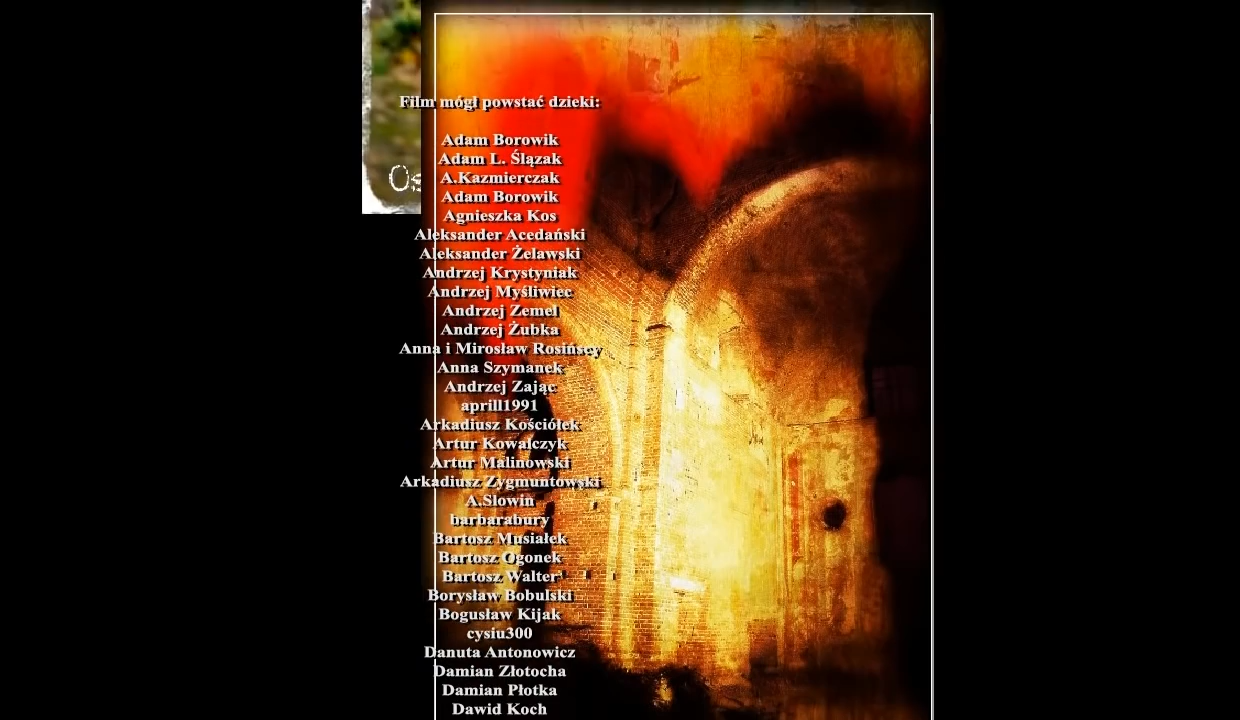 Film mógł powstać dzieki:
Adam Borowik
Adam L. Ślązak
A.Kazmierczak
Adam Borowik
Agnieszka Kos
Aleksander Acedański
Aleksander Żelawski
Andrzej Krystyniak
Andrzej Myśliwiec
Andrzej Zemel
Andrzej Żubka
Anna i Mirosław Rosińscy
Anna Szymanek
Andrzej Zając
aprill1991
Arkadiusz Kościółek
Artur Kowalczyk
Artur Malinowski
Arkadiusz Zygmuntowski
A.Słowin
barbarabury
Bartosz Musiałek
Bartosz Ogonek
Bartosz Walter
Borysław Bobulski
Bogusław Kijak
cysiu300
Danuta Antonowicz
Damian Złotocha
Damian Płotka
Dawid Koch